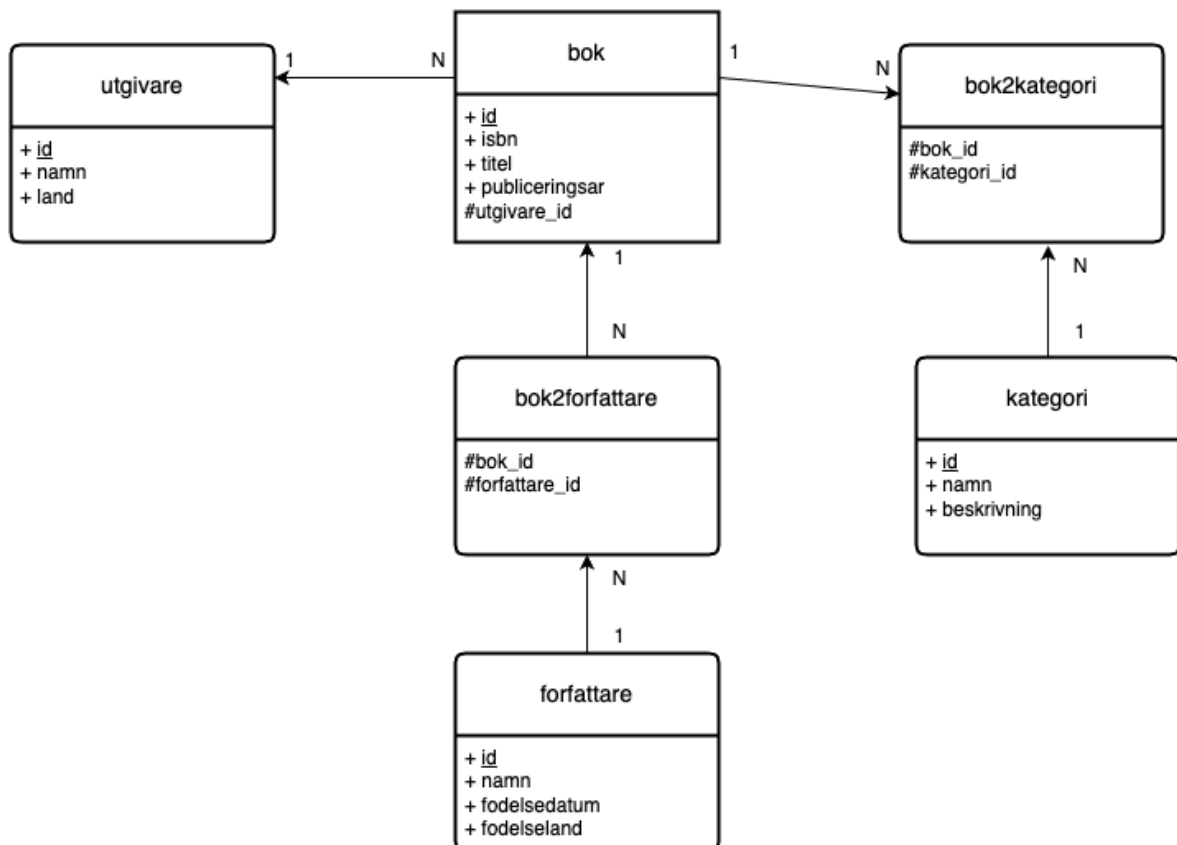 utgivare
+ id
+ namn
+ land
1
N
bok
+ id
+ isbn
+ titel
+ publiceringsar
#utgivare_id
1
N
bok2kategori
#bok_id
#kategori_id
1
N
N
1
bok2forfattare
#bok_id
#forfattare_id
kategori
+ id
+ namn
+ beskrivning
N
1
forfattare
+ id
+ namn
+ fodelsedatum
+ fodelseland